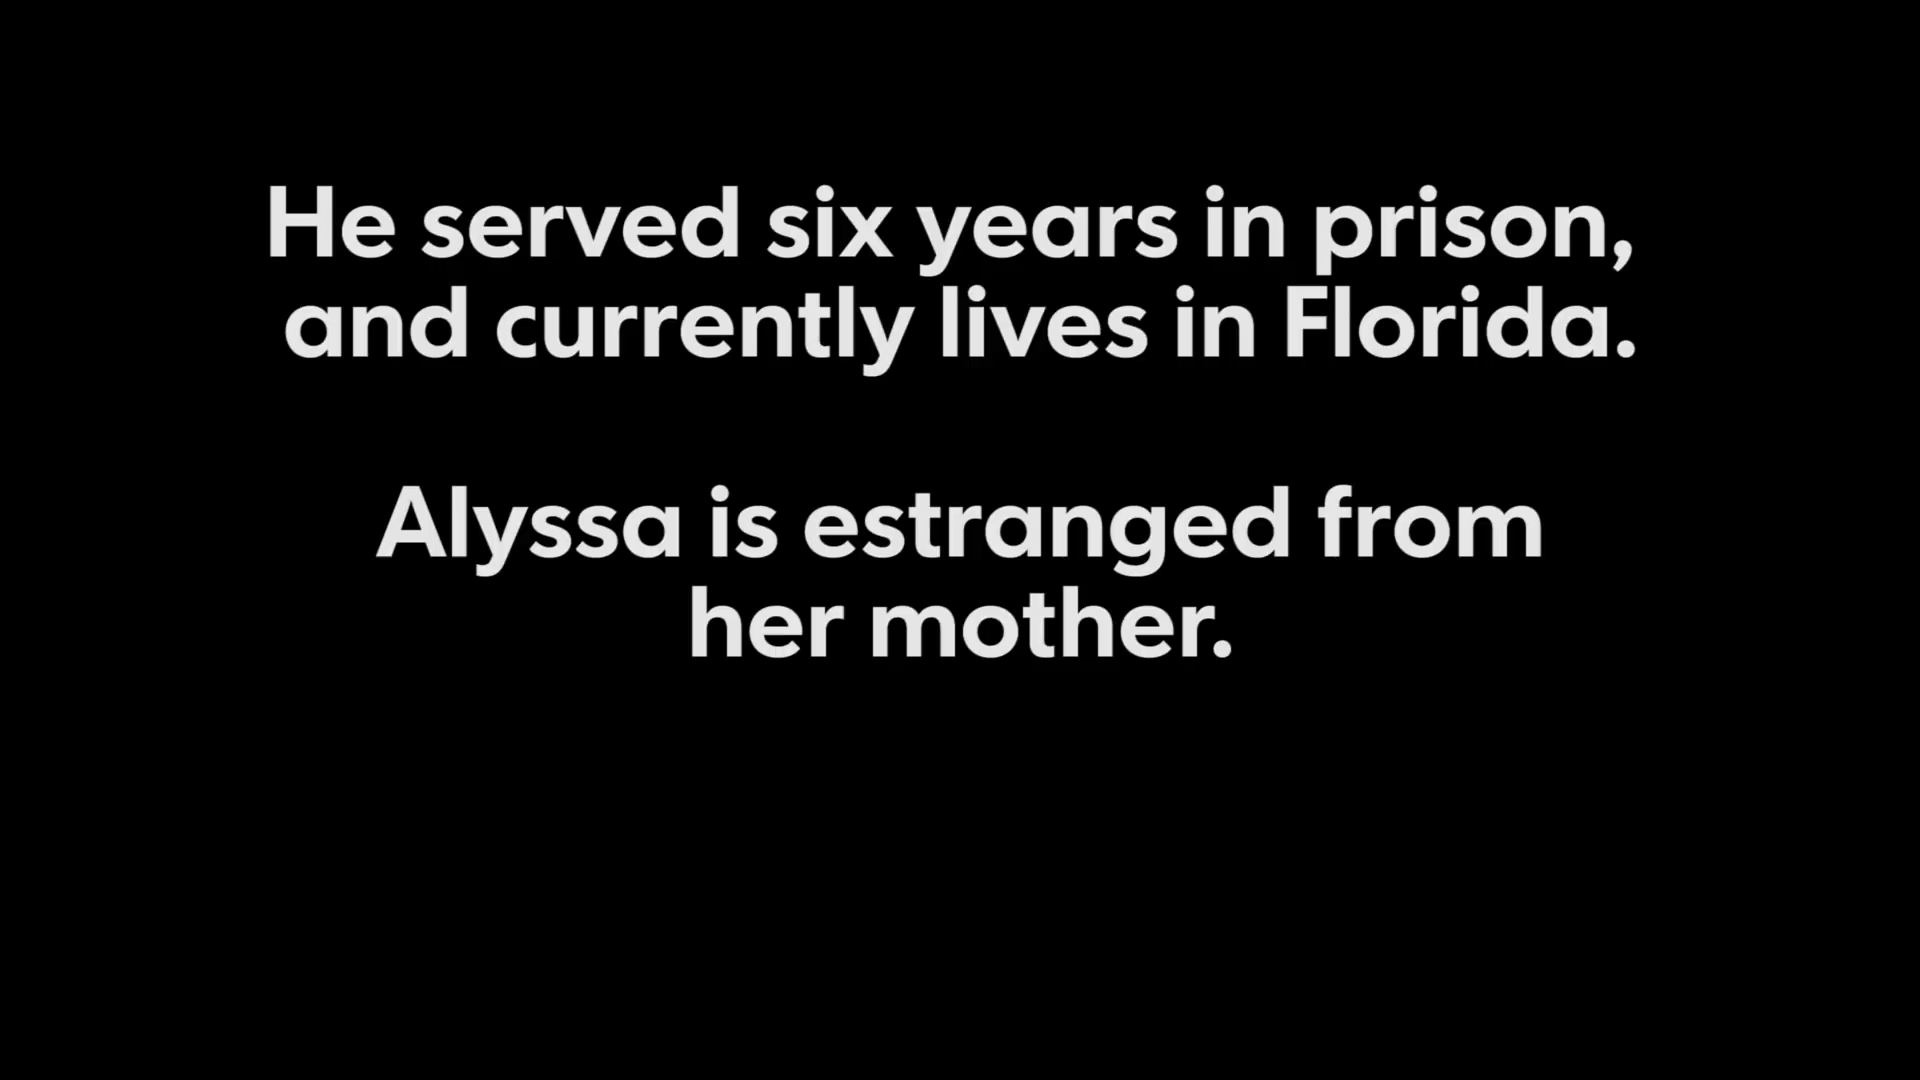 He served six years in prison,
and currently lives in Florida.
Alyssa is estranged from
her mother.